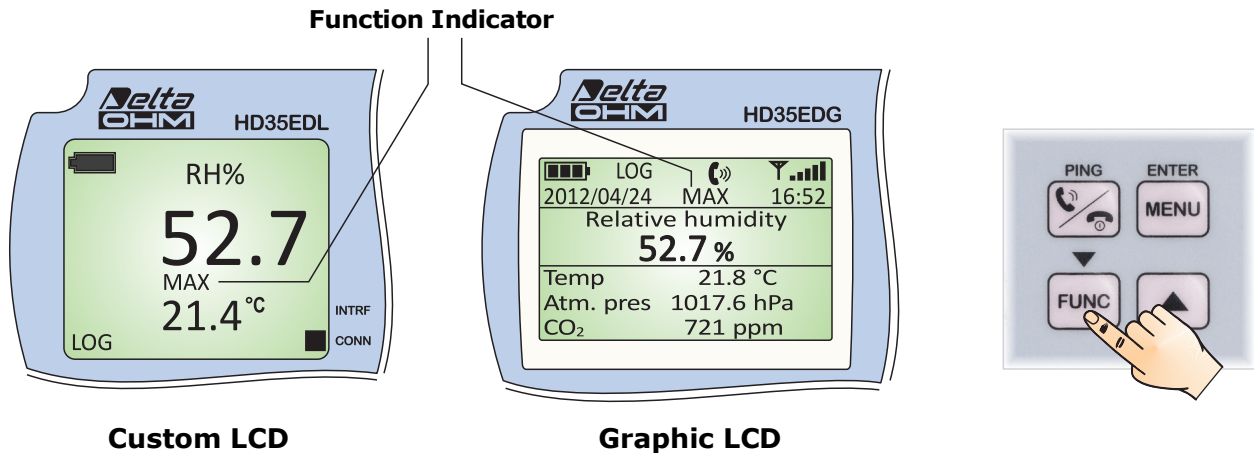 Function Indicator
Delta
OHM
HD35EDL
RH%
52.7
MAX
21.4 °C
LOG
INTRF
CONN
Custom LCD
Delta
OHM
HD35EDG
LOG
2012/04/24 MAX 16:52
Relative humidity
52.7 %
Temp 21.8 °C
Atm. pres 1017.6 hPa
CO₂ 721 ppm
Graphic LCD
PING ENTER
MENU
FUNC